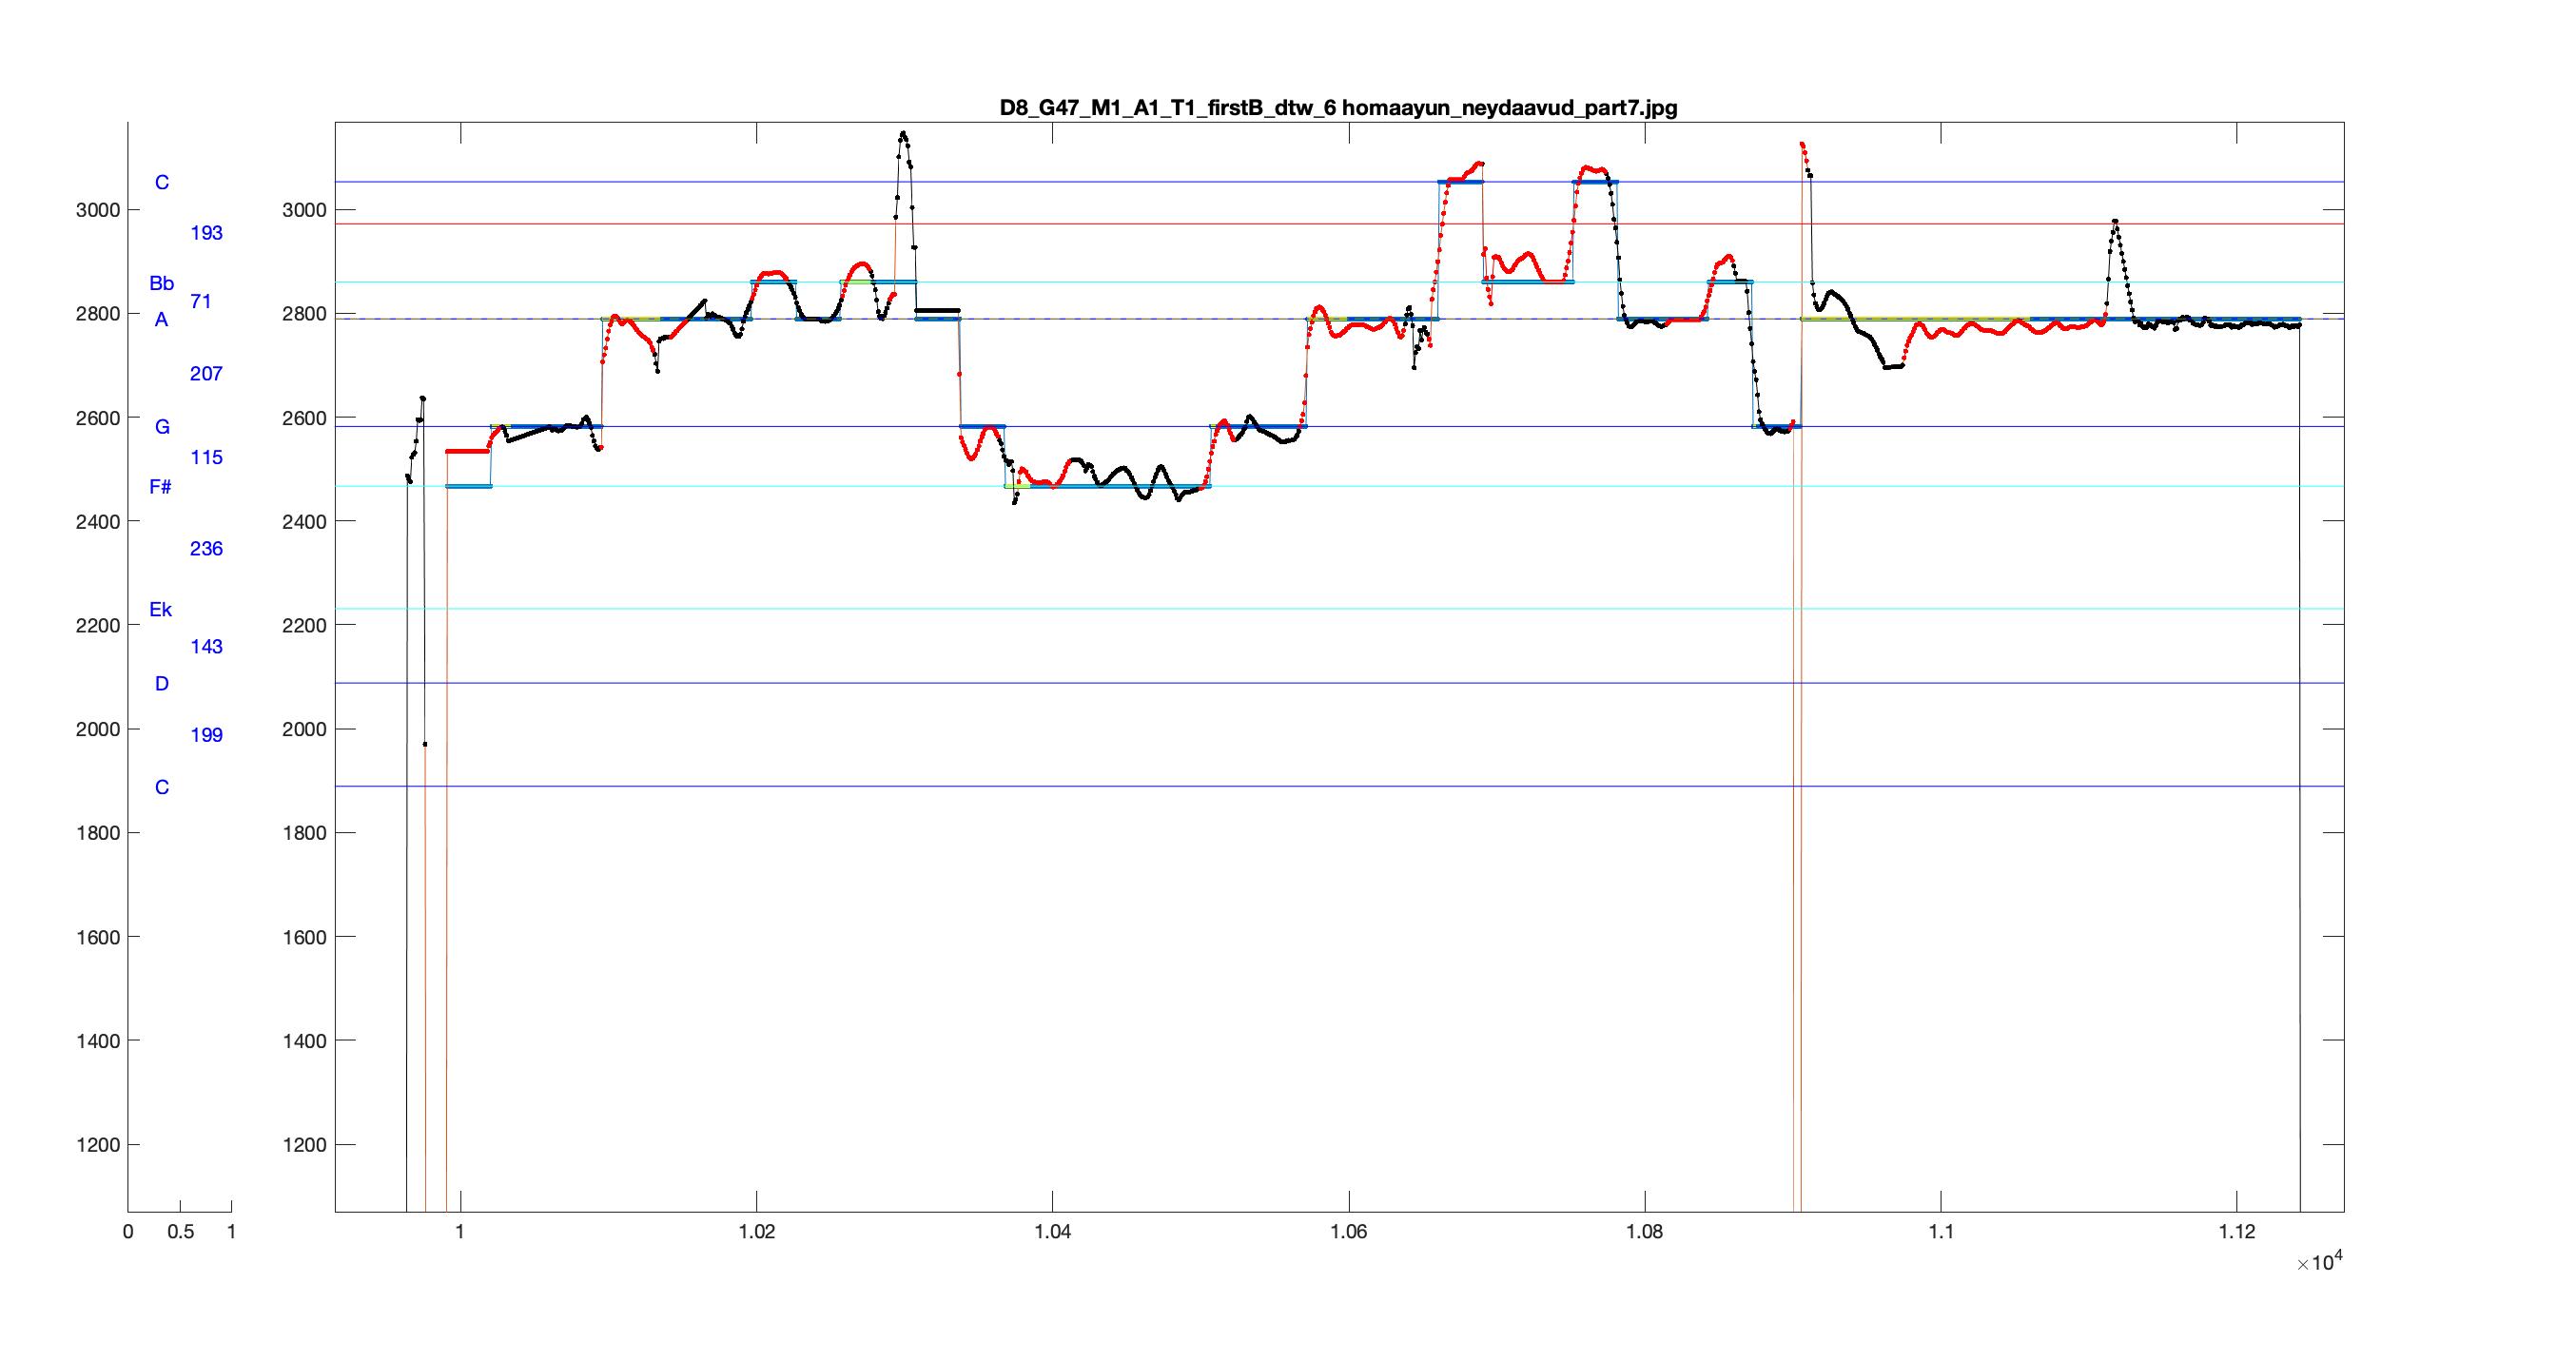 D8_G47_M1_A1_T1_firstB_dtw_6 homaayun_neydaavud_part7.jpg
C
3000 3000
193
Bb
71
2800 A 2800
207
2600 2600
G
115
F#
2400 2400
236
Ek
2200 2200
143
D
2000 199 2000
C
1800 1800
1600 1600
1400 1400
1200 1200
0 0.5 1 1 1.02 1.04 1.06 1.08 1.1 1.12
×10⁴